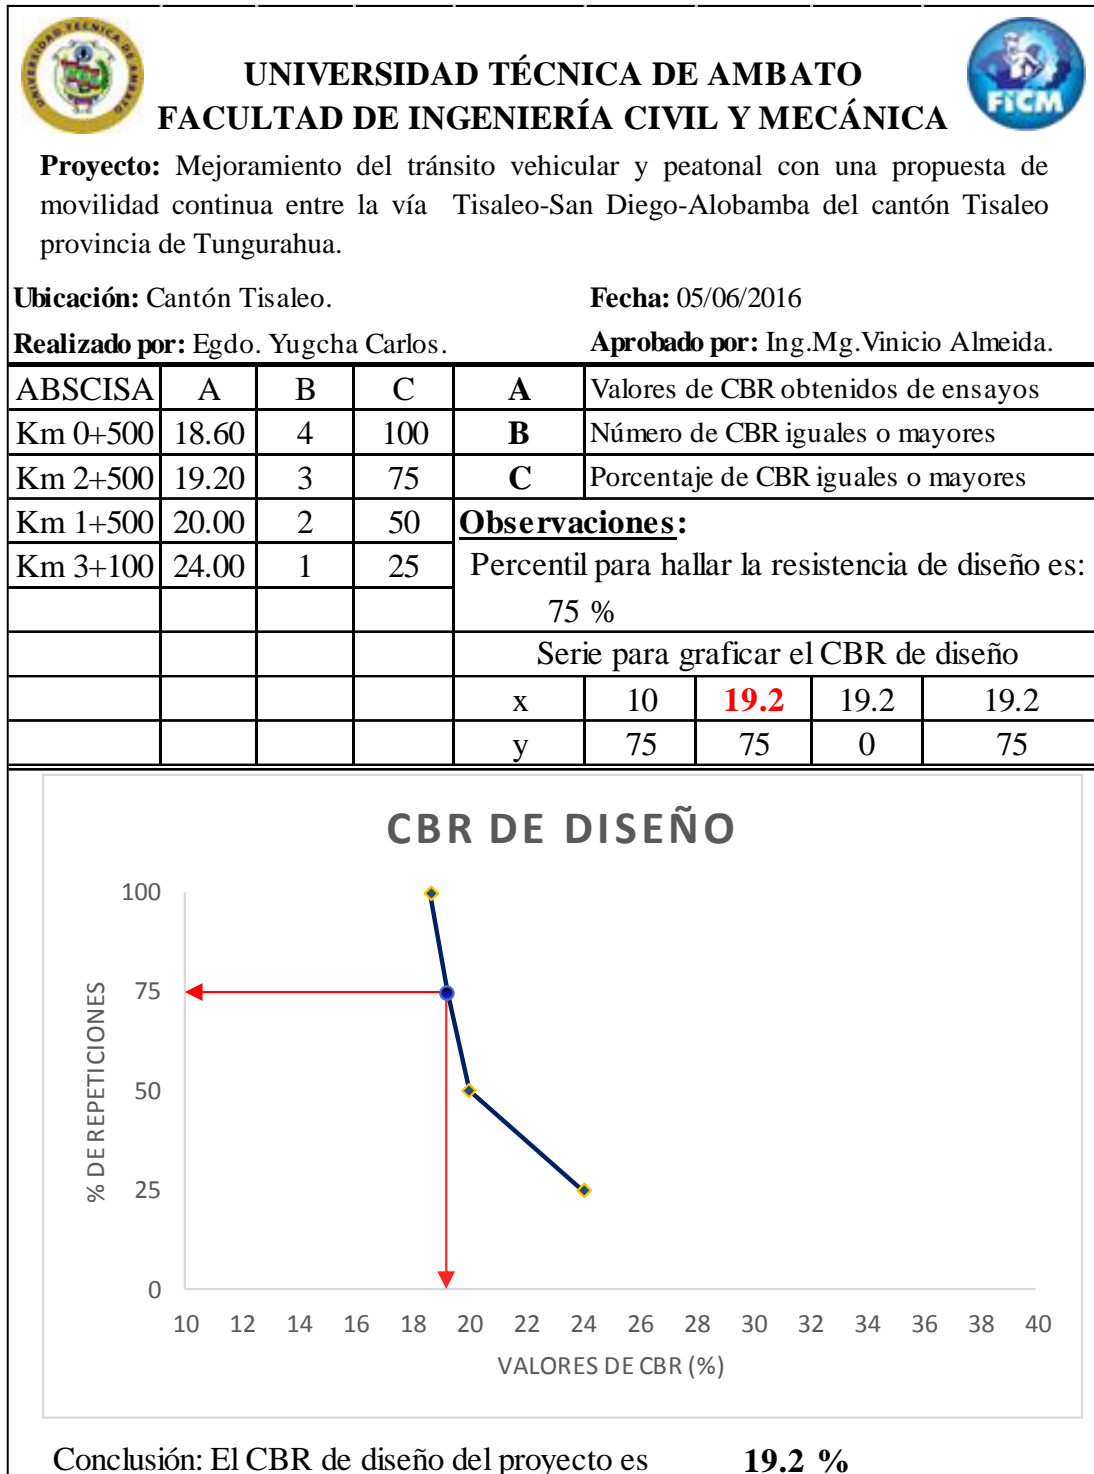 UNIVERSIDAD TÉCNICA DE AMBATO
FACULTAD DE INGENIERÍA CIVIL Y MECÁNICA
FICM
Proyecto: Mejoramiento del tránsito vehicular y peatonal con una propuesta de
movilidad continua entre la vía Tisaleo-San Diego-Alobamba del cantón Tisaleo
provincia de Tungurahua.
Ubicación: Cantón Tisaleo. Fecha: 05/06/2016
Realizado por: Egdo. Yugcha Carlos. Aprobado por: Ing.Mg.Vinicio Almeida.
ABSCISA A B C A Valores de CBR obtenidos de ensayos
Km 0+500 18.60 4 100 B Número de CBR iguales o mayores
Km 2+500 19.20 3 75 C Porcentaje de CBR iguales o mayores
Km 1+500 20.00 2 50 Observaciones:
Km 3+100 24.00 1 25 Percentil para hallar la resistencia de diseño es:
75 %
Serie para graficar el CBR de diseño
x 10 19.2 19.2 19.2
y 75 75 0 75
CBR DE DISEÑO
% DE REPETICIONES
100
75
50
25
0
10 12 14 16 18 20 22 24 26 28 30 32 34 36 38 40
VALORES DE CBR (%)
Conclusión: El CBR de diseño del proyecto es 19.2 %